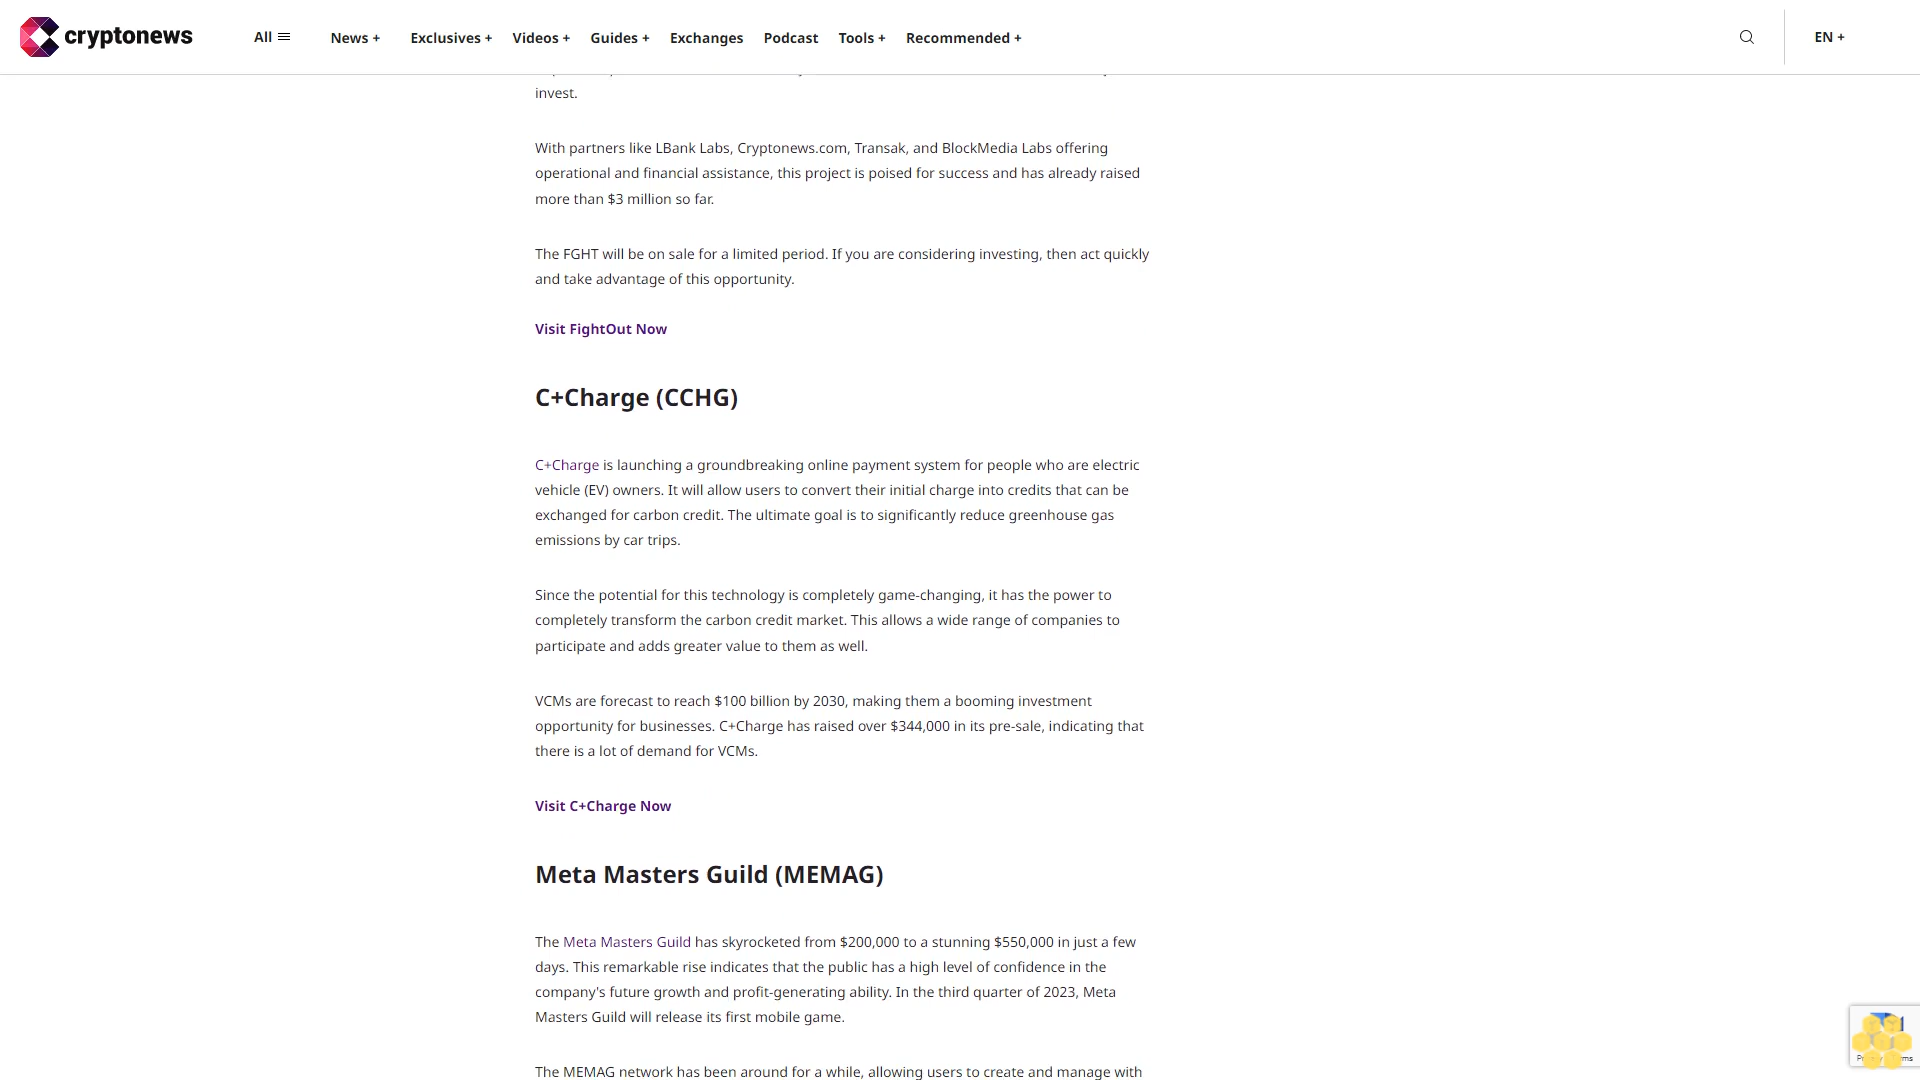 cryptonews
All
News +
Exclusives +
Videos +
Guides +
Exchanges
Podcast
Tools +
Recommended +
EN +
invest.
With partners like LBank Labs, Cryptonews.com, Transak, and BlockMedia Labs offering
operational and financial assistance, this project is poised for success and has already raised
more than $3 million so far.
The FGHT will be on sale for a limited period. If you are considering investing, then act quickly
and take advantage of this opportunity.
Visit FightOut Now
C+Charge (CCHG)
C+Charge is launching a groundbreaking online payment system for people who are electric
vehicle (EV) owners. It will allow users to convert their initial charge into credits that can be
exchanged for carbon credit. The ultimate goal is to significantly reduce greenhouse gas
emissions by car trips.
Since the potential for this technology is completely game-changing, it has the power to
completely transform the carbon credit market. This allows a wide range of companies to
participate and adds greater value to them as well.
VCMs are forecast to reach $100 billion by 2030, making them a booming investment
opportunity for businesses. C+Charge has raised over $344,000 in its pre-sale, indicating that
there is a lot of demand for VCMs.
Visit C+Charge Now
Meta Masters Guild (MEMAG)
The Meta Masters Guild has skyrocketed from $200,000 to a stunning $550,000 in just a few
days. This remarkable rise indicates that the public has a high level of confidence in the
company's future growth and profit-generating ability. In the third quarter of 2023, Meta
Masters Guild will release its first mobile game.
The MEMAG network has been around for a while, allowing users to create and manage with